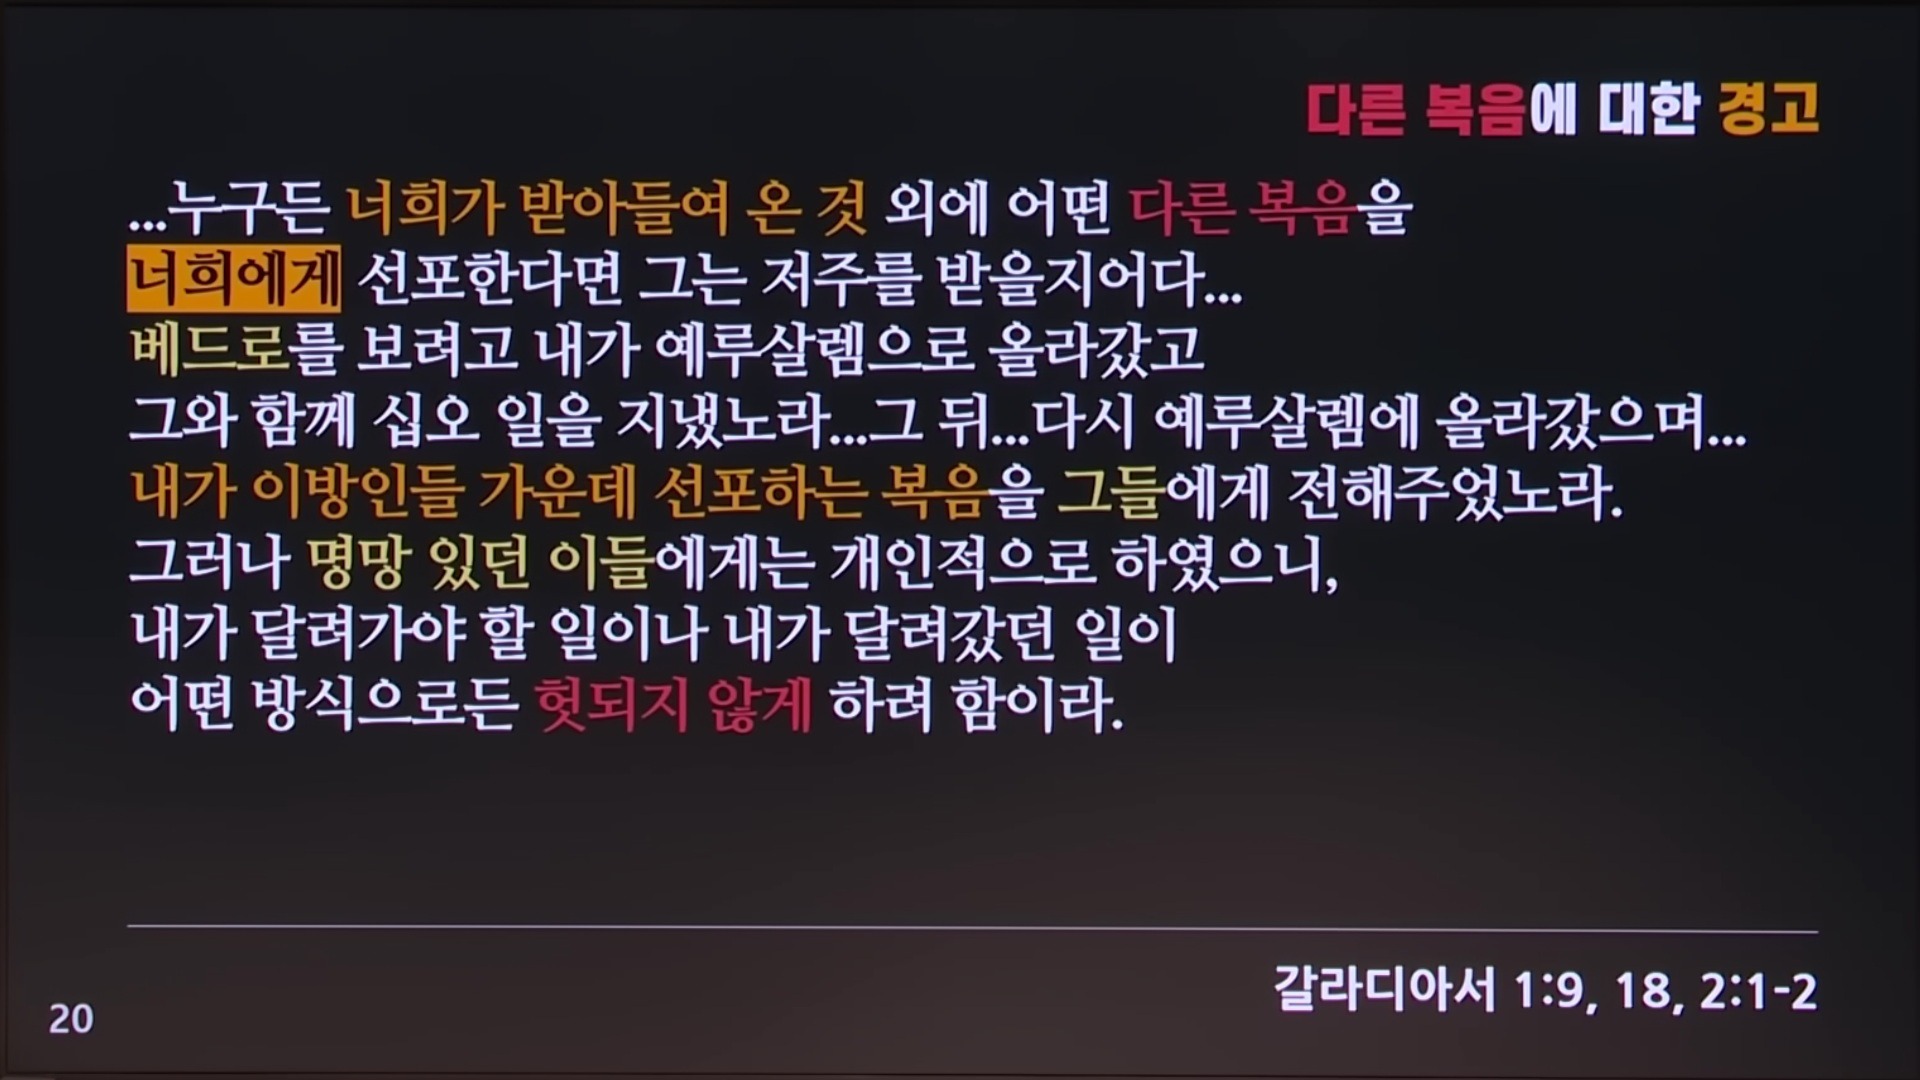 다른 복음에 대한 경고
...누구든 너희가 받아들여 온 것 외에 어떤 다른 복음을
너희에게 선포한다면 그는 저주를 받을지어다...
베드로를 보려고 내가 예루살렘으로 올라갔고
그와 함께 십오 일을 지냈노라...그 뒤...다시 예루살렘에 올라갔으며...
내가 이방인들 가운데 선포하는 복음을 그들에게 전해주었노라.
그러나 명망 있던 이들에게는 개인적으로 하였으니,
내가 달려가야 할 일이나 내가 달려갔던 일이
어떤 방식으로든 헛되지 않게 하려 함이라.
갈라디아서 1:9, 18, 2:1-2
20